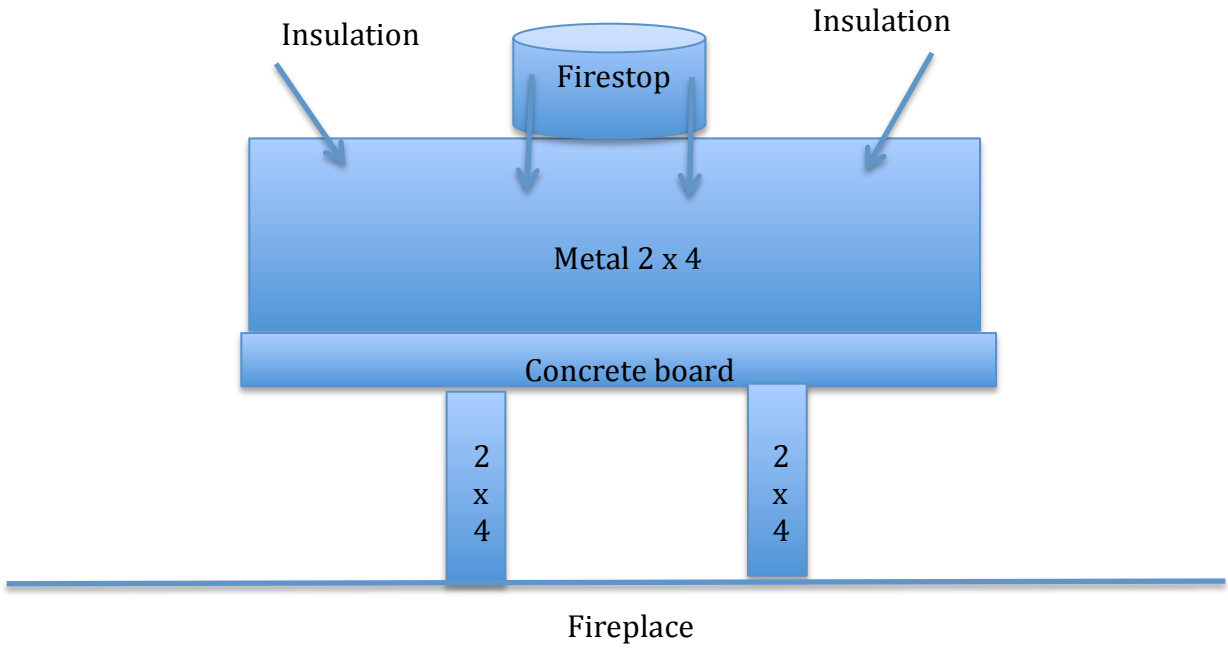 Insulation
Insulation
Firestop
Metal 2 x 4
Concrete board
2
x
4
2
x
4
Fireplace